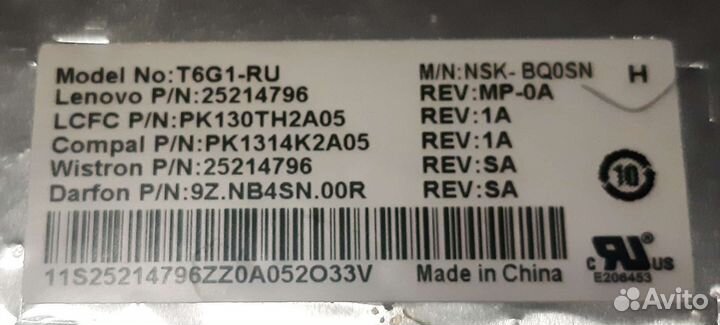 Model No:T6G1-RU M/N:NSK- BQ0SN H
Lenovo P/N:25214796 REV:MP-0A
LCFC P/N:PK130TH2A05 REV:1A
Compal P/N:PK1314K2A05 REV:1A
Wistron P/N:25214796 REV:SA
Darfon P/N:9Z.NB4SN.00R REV:SA
10
11S25214796ZZ0A052O33V Made in China
c RU US
E206453
Avito